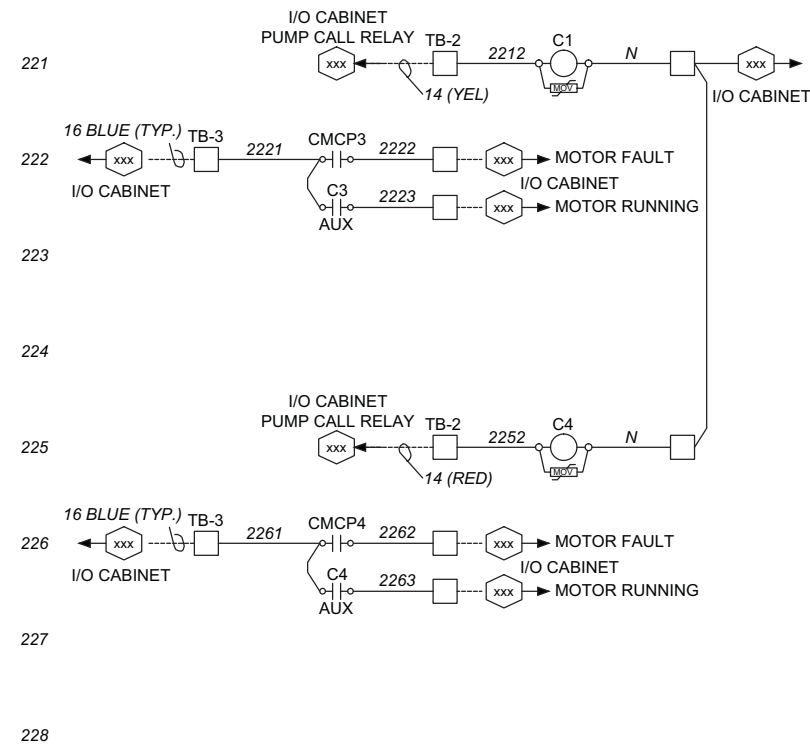 I/O CABINET
PUMP CALL RELAY
TB-2
C1
221
xxx
2212
N
xxx
MOV
14 (YEL)
I/O CABINET
16 BLUE (TYP.)
TB-3
CMCP3
222
xxx
2221
2222
xxx
MOTOR FAULT
I/O CABINET
I/O CABINET
C3
2223
xxx
MOTOR RUNNING
AUX
223
224
I/O CABINET
PUMP CALL RELAY
TB-2
C4
225
xxx
2252
N
MOV
14 (RED)
16 BLUE (TYP.)
TB-3
CMCP4
226
xxx
2261
2262
xxx
MOTOR FAULT
I/O CABINET
I/O CABINET
C4
2263
xxx
MOTOR RUNNING
AUX
227
228